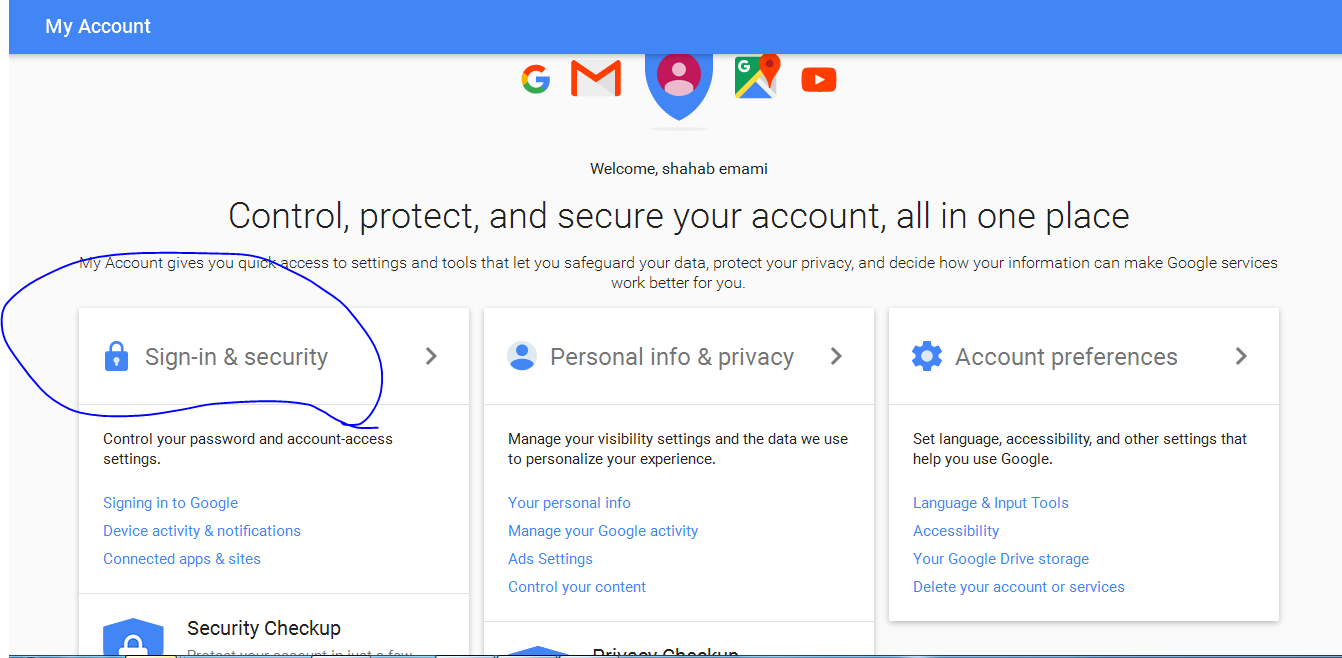 My Account
Welcome, shahab emami
Control, protect, and secure your account, all in one place
My Account gives you quick access to settings and tools that let you safeguard your data, protect your privacy, and decide how your information can make Google services
work better for you.
Sign-in & security
Control your password and account-access
settings.
Signing in to Google
Device activity & notifications
Connected apps & sites
Security Checkup
Protect your account in just a few
Personal info & privacy
Manage your visibility settings and the data we use
to personalize your experience.
Your personal info
Manage your Google activity
Ads Settings
Control your content
Privacy Checkup
Account preferences
Set language, accessibility, and other settings that
help you use Google.
Language & Input Tools
Accessibility
Your Google Drive storage
Delete your account or services